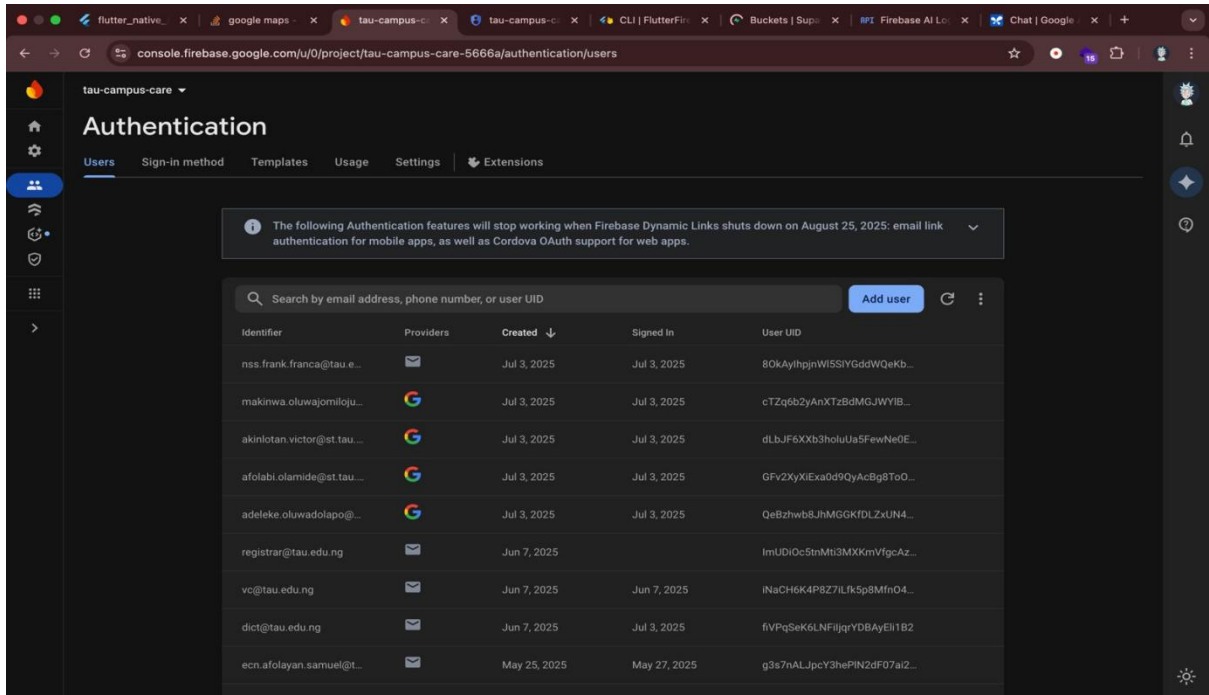 flutter_native_
google maps -
tau-campus-c
tau-campus-c
CLI | FlutterFire
Buckets | Supa
Firebase AI Log
Chat | Google
console.firebase.google.com/u/0/project/tau-campus-care-5666a/authentication/users
15
tau-campus-care
Authentication
Users Sign-in method Templates Usage Settings Extensions
The following Authentication features will stop working when Firebase Dynamic Links shuts down on August 25, 2025: email link
authentication for mobile apps, as well as Cordova OAuth support for web apps.
Search by email address, phone number, or user UID Add user
Identifier Providers Created Signed In User UID
nss.frank.franca@tau.e... Jul 3, 2025 Jul 3, 2025
makinwa.oluwajomiloju... Jul 3, 2025 Jul 3, 2025 cTZq6b2yAnXTzBdMGJWYlB...
akinlotan.victor@st.tau.... Jul 3, 2025 Jul 3, 2025 dLbJF6XXb3holuUa5FewNe0E...
afolabi.olamide@st.tau.... Jul 3, 2025 Jul 3, 2025 GFv2XyXiExa0d9QyAcBg8ToO...
adeleke.oluwadolapo@... Jul 3, 2025 Jul 3, 2025 QeBzhwb8JhMGGKfDLZxUN4...
registrar@tau.edu.ng Jun 7, 2025 ImUDiOc5tnMti3MXKmVfgcAz...
vc@tau.edu.ng Jun 7, 2025 Jun 7, 2025 iNaCH6K4P8Z7iLfk5p8MfnO4...
dict@tau.edu.ng Jun 7, 2025 Jul 3, 2025
ecn.afolayan.samuel@t... May 25, 2025 May 27, 2025 g3s7nALJpcY3hePlN2dF07ai2...